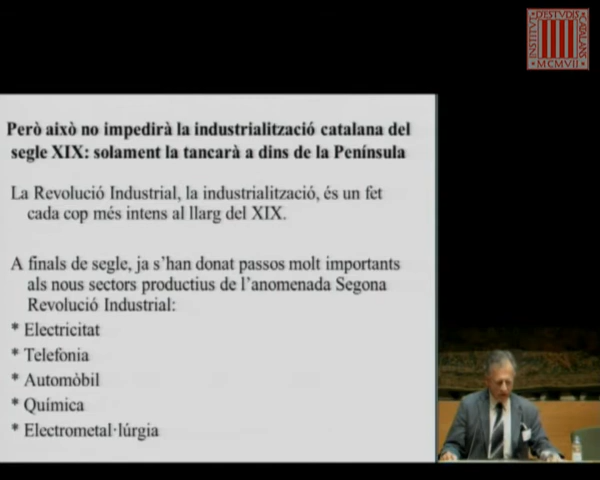 INSTITVT
D'ESTVDIS
CATALANS
MCMVII
Però això no impedirà la industrialització catalana del
segle XIX: solament la tancarà a dins de la Península
La Revolució Industrial, la industrialització, és un fet
cada cop més intens al llarg del XIX.
A finals de segle, ja s'han donat passos molt importants
als nous sectors productius de l'anomenada Segona
Revolució Industrial:
* Electricitat
* Telefonia
* Automòbil
* Química
* Electrometal·lúrgia